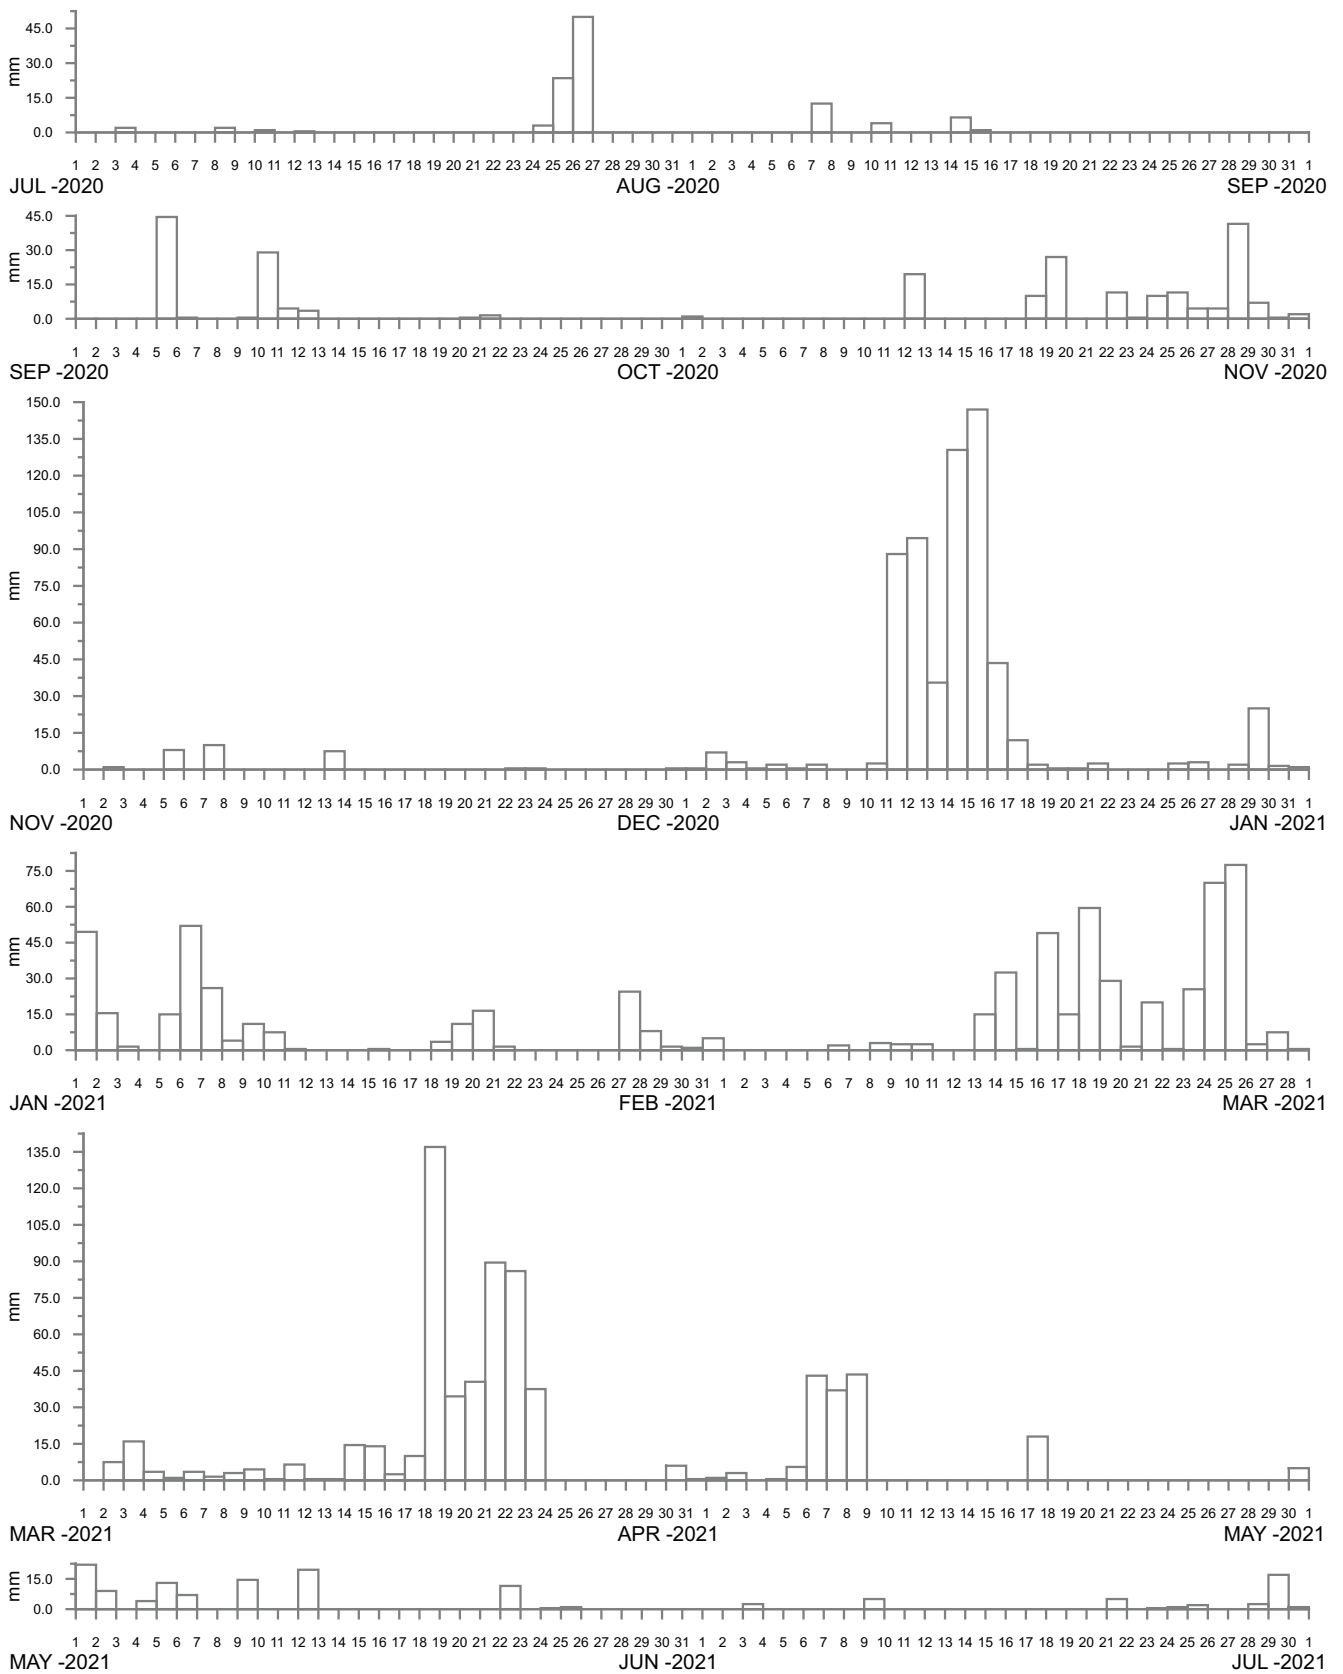 45.0
30.0
15.0
0.0
mm
1 2 3 4 5 6 7 8 9 10 11 12 13 14 15 16 17 18 19 20 21 22 23 24 25 26 27 28 29 30 31 1 2 3 4 5 6 7 8 9 10 11 12 13 14 15 16 17 18 19 20 21 22 23 24 25 26 27 28 29 30 31 1
JUL -2020 AUG -2020 SEP -2020
45.0
30.0
15.0
0.0
mm
1 2 3 4 5 6 7 8 9 10 11 12 13 14 15 16 17 18 19 20 21 22 23 24 25 26 27 28 29 30 1 2 3 4 5 6 7 8 9 10 11 12 13 14 15 16 17 18 19 20 21 22 23 24 25 26 27 28 29 30 31 1
SEP -2020 OCT -2020 NOV -2020
150.0
135.0
120.0
105.0
90.0
75.0
60.0
45.0
30.0
15.0
0.0
mm
1 2 3 4 5 6 7 8 9 10 11 12 13 14 15 16 17 18 19 20 21 22 23 24 25 26 27 28 29 30 1 2 3 4 5 6 7 8 9 10 11 12 13 14 15 16 17 18 19 20 21 22 23 24 25 26 27 28 29 30 31 1
NOV -2020 DEC -2020 JAN -2021
75.0
60.0
45.0
30.0
15.0
0.0
mm
1 2 3 4 5 6 7 8 9 10 11 12 13 14 15 16 17 18 19 20 21 22 23 24 25 26 27 28 29 30 31 1 2 3 4 5 6 7 8 9 10 11 12 13 14 15 16 17 18 19 20 21 22 23 24 25 26 27 28 1
JAN -2021 FEB -2021 MAR -2021
135.0
120.0
105.0
90.0
75.0
60.0
45.0
30.0
15.0
0.0
mm
1 2 3 4 5 6 7 8 9 10 11 12 13 14 15 16 17 18 19 20 21 22 23 24 25 26 27 28 29 30 31 1 2 3 4 5 6 7 8 9 10 11 12 13 14 15 16 17 18 19 20 21 22 23 24 25 26 27 28 29 30 1
MAR -2021 APR -2021 MAY -2021
15.0
0.0
mm
1 2 3 4 5 6 7 8 9 10 11 12 13 14 15 16 17 18 19 20 21 22 23 24 25 26 27 28 29 30 31 1 2 3 4 5 6 7 8 9 10 11 12 13 14 15 16 17 18 19 20 21 22 23 24 25 26 27 28 29 30 1
MAY -2021 JUN -2021 JUL -2021